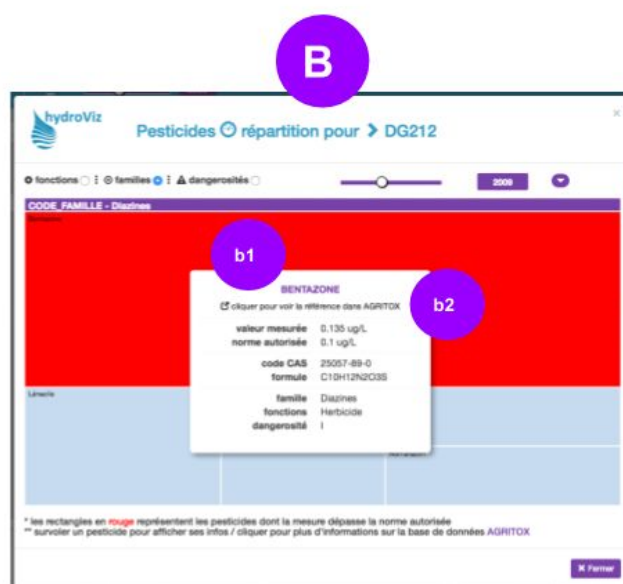 B
hydroViz
Pesticides répartition pour > DG212
fonctions : familles : dangerosités
2009
CODE_FAMILLE - Diazines
Bentazone
b1
BENTAZONE
cliquer pour voir la référence dans AGRITOX
b2
valeur mesurée 0.135 ug/L
norme autorisée 0.1 ug/L
code CAS 25057-89-0
formule C10H12N2O3S
famille Diazines
fonctions Herbicide
dangerosité I
* les rectangles en rouge représentent les pesticides dont la mesure dépasse la norme autorisée
** survoler un pesticide pour afficher ses infos / cliquer pour plus d'informations sur la base de données AGRITOX
× Fermer